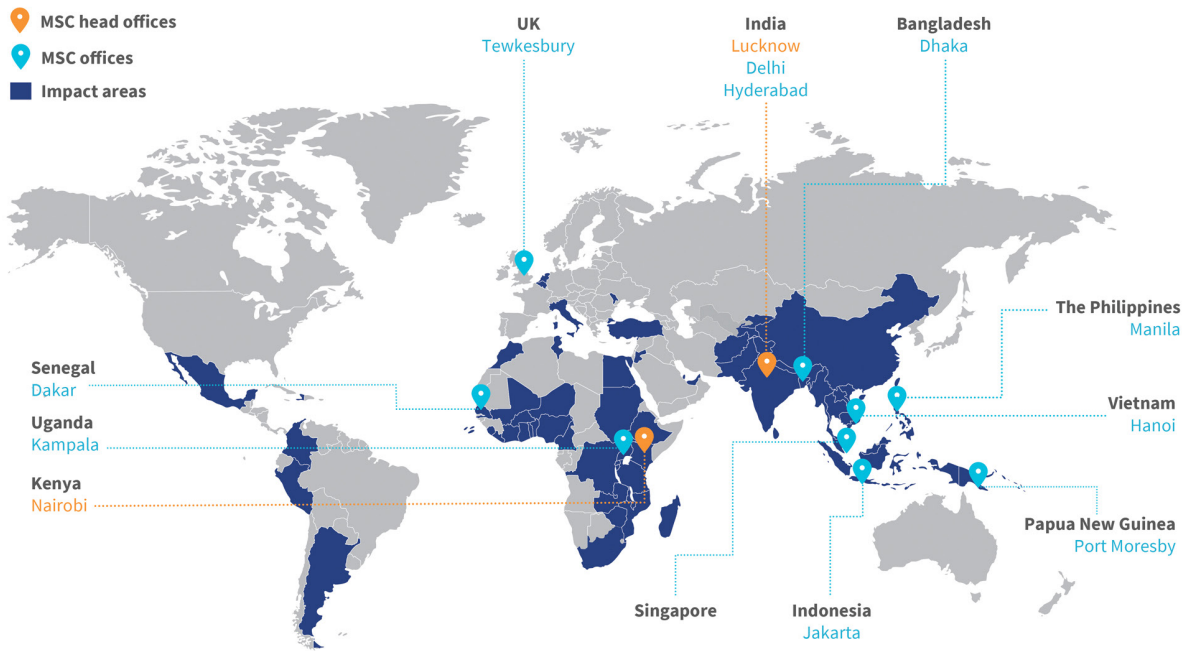 MSC head offices
MSC offices
Impact areas
UK
Tewkesbury
India
Lucknow
Delhi
Hyderabad
Bangladesh
Dhaka
The Philippines
Manila
Senegal
Dakar
Vietnam
Hanoi
Uganda
Kampala
Kenya
Nairobi
Papua New Guinea
Port Moresby
Singapore
Indonesia
Jakarta